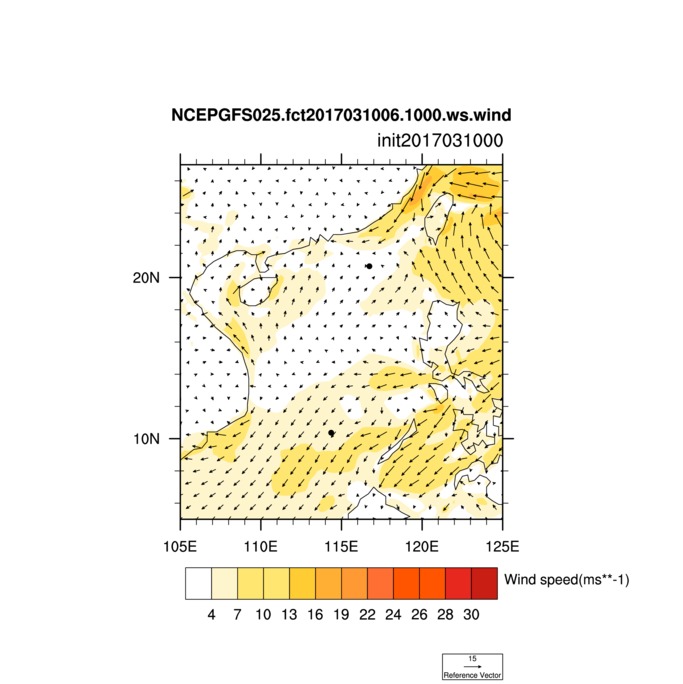 NCEPGFS025.fct2017031006.1000.ws.wind
init2017031000
20N
10N
105E 110E 115E 120E 125E
Wind speed(ms**-1)
4 7 10 13 16 19 22 24 26 28 30
15
Reference Vector